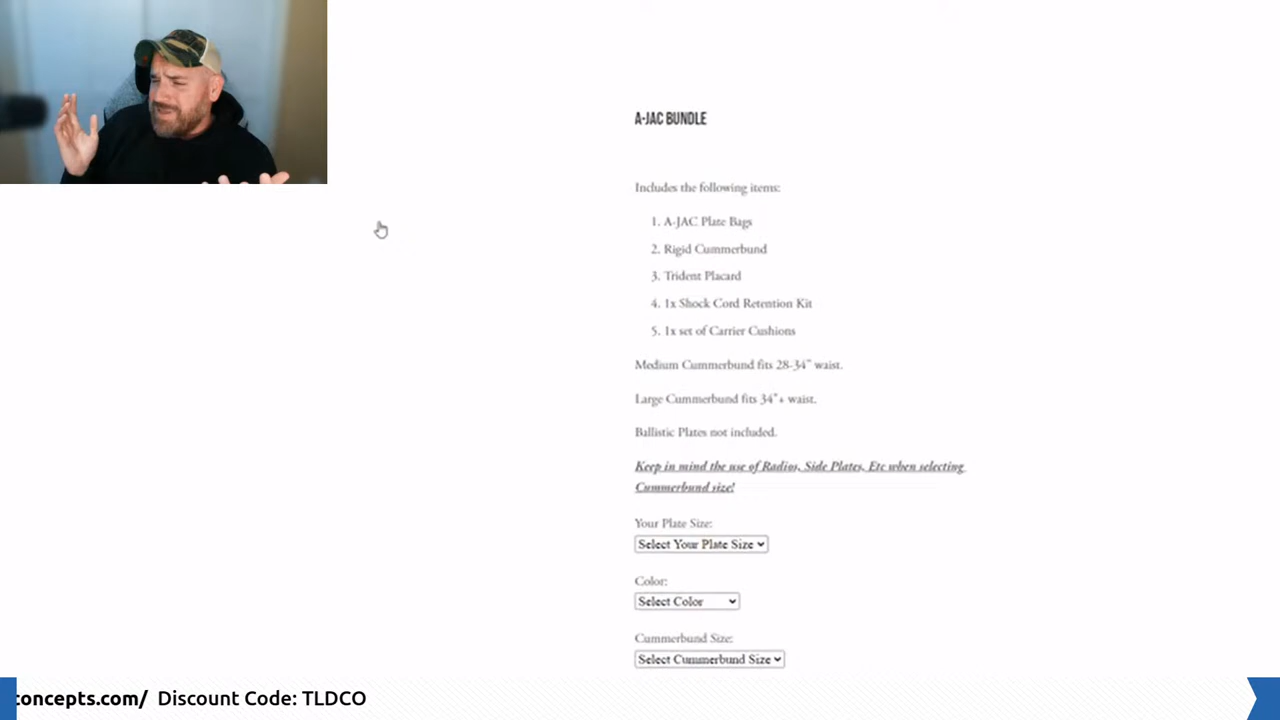 A-JAC BUNDLE
Includes the following items:
1. A-JAC Plate Bags
2. Rigid Cummerbund
3. Trident Placard
4. 1x Shock Cord Retention Kit
5. 1x set of Carrier Cushions
Medium Cummerbund fits 28-34" waist.
Large Cummerbund fits 34"+ waist.
Ballistic Plates not included.
Keep in mind the use of Radios, Side Plates, Etc when selecting
Cummerbund size!
Your Plate Size:
Select Your Plate Size
Color:
Select Color
Cummerbund Size:
Select Cummerbund Size
concepts.com/ Discount Code: TLDCO